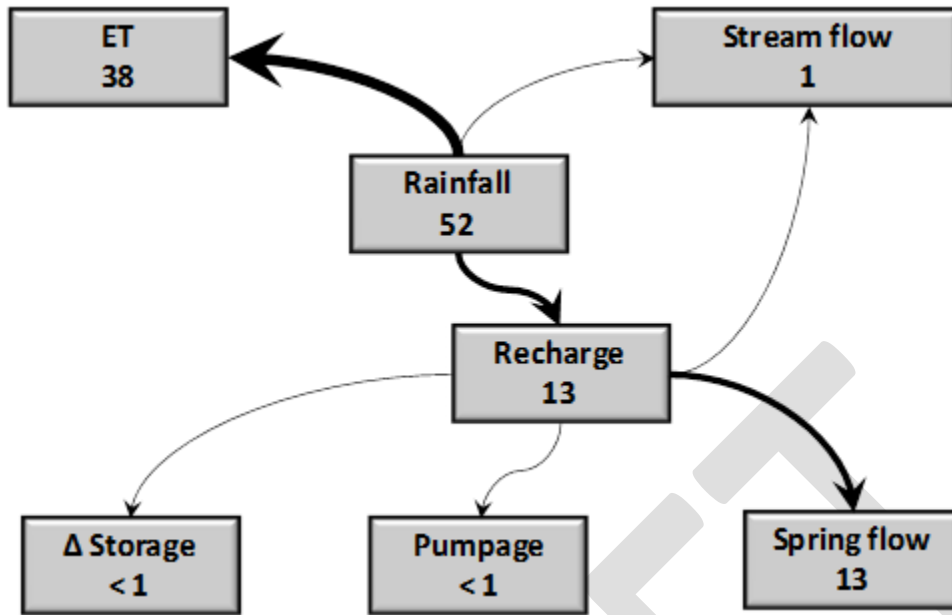 ET
38
Stream flow
1
Rainfall
52
Recharge
13
Δ Storage
< 1
Pumpage
< 1
Spring flow
13